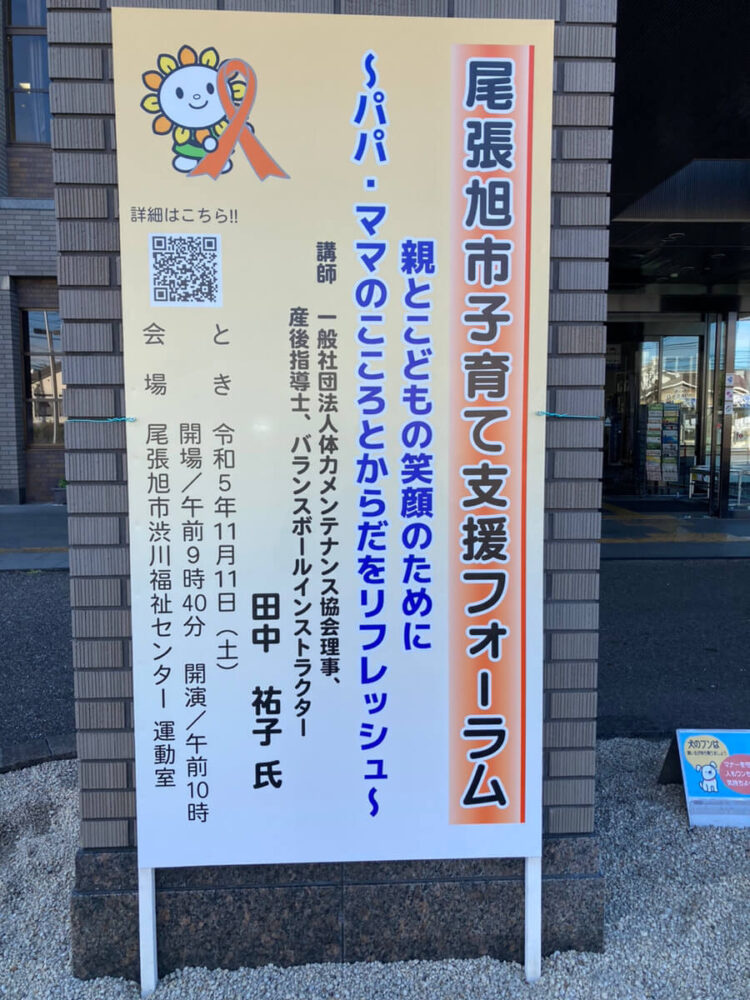 尾張旭市子育て支援フォーラム
親とこどもの笑顔のために
～パパ・ママのこころとからだをリフレッシュ～
講師 一般社団法人体力メンテナンス協会理事、
産後指導士、バランスボールインストラクター
田中 祐子 氏
とき 令和5年11月11日(土)
開場/午前9時40分 開演/午前10時
会場 尾張旭市渋川福祉センター 運動室
詳細はこちら!!
犬のフンは